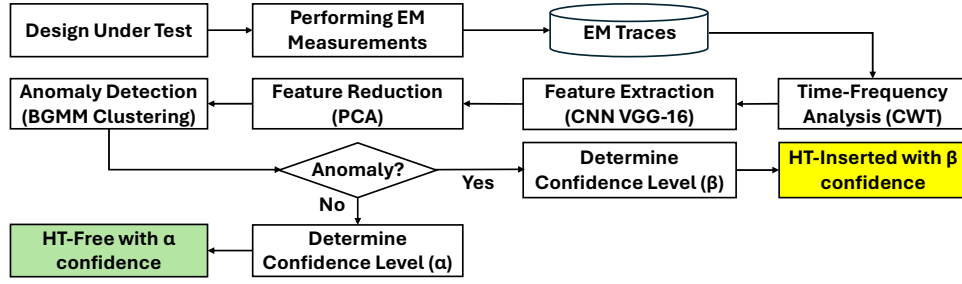 Design Under Test
Performing EM
Measurements
EM Traces
Time-Frequency
Analysis (CWT)
Feature Extraction
(CNN VGG-16)
Feature Reduction
(PCA)
Anomaly Detection
(BGMM Clustering)
Anomaly?
Yes
No
Determine
Confidence Level (β)
HT-Inserted with β
confidence
Determine
Confidence Level (α)
HT-Free with α
confidence